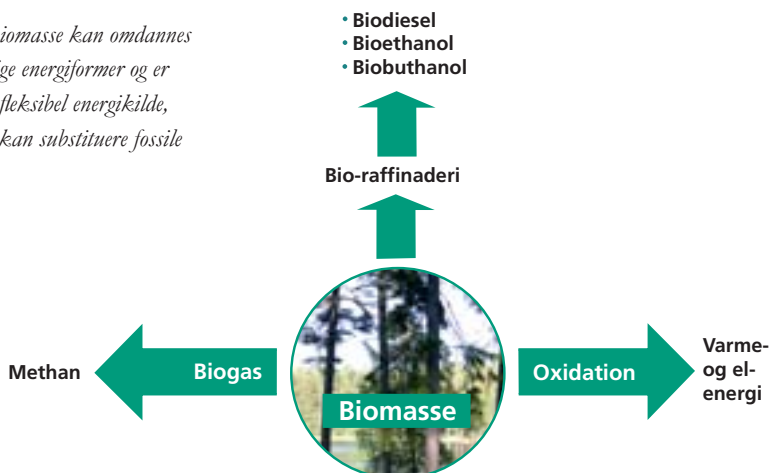 iomasse kan omdannes
ge energiformer og er
fleksibel energikilde,
kan substituere fossile
• Biodiesel
• Bioethanol
• Biobuthanol
Bio-raffinaderi
Methan
Biogas
Biomasse
Oxidation
Varme-
og el-
energi